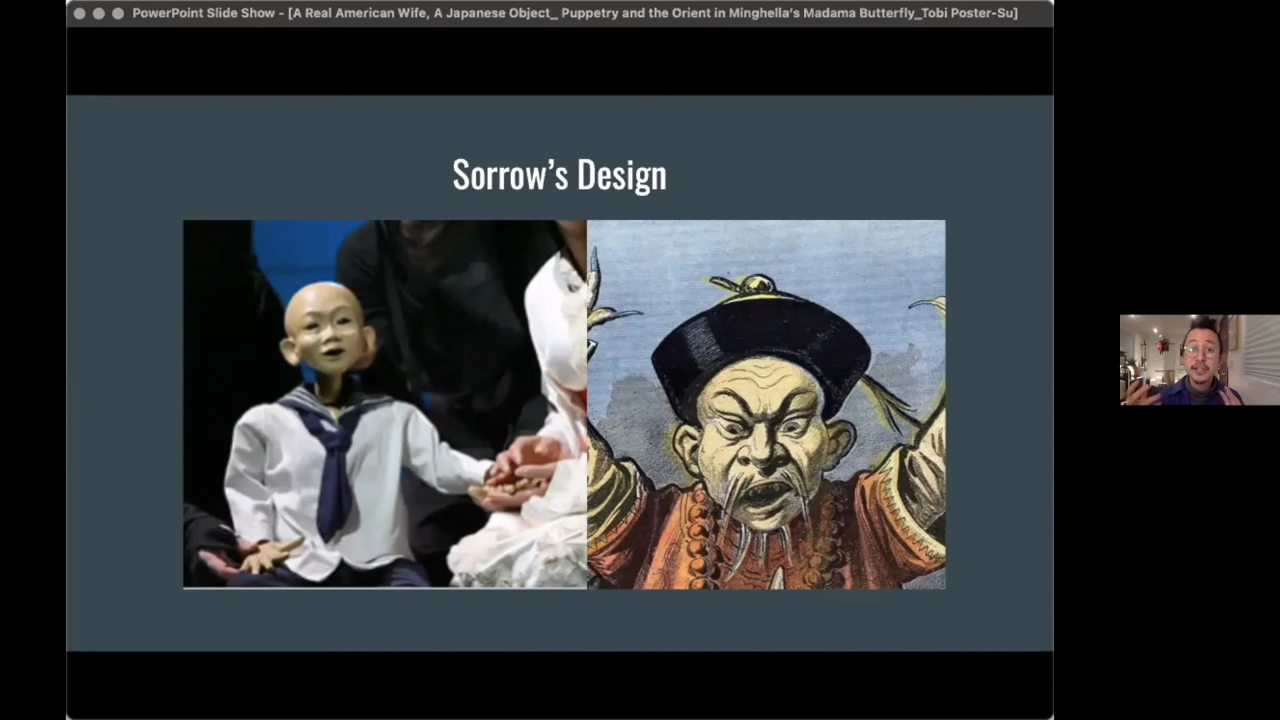 PowerPoint Slide Show - [A Real American Wife, A Japanese Object_ Puppetry and the Orient in Minghella's Madama Butterfly_Tobi Poster-Su]
Sorrow's Design